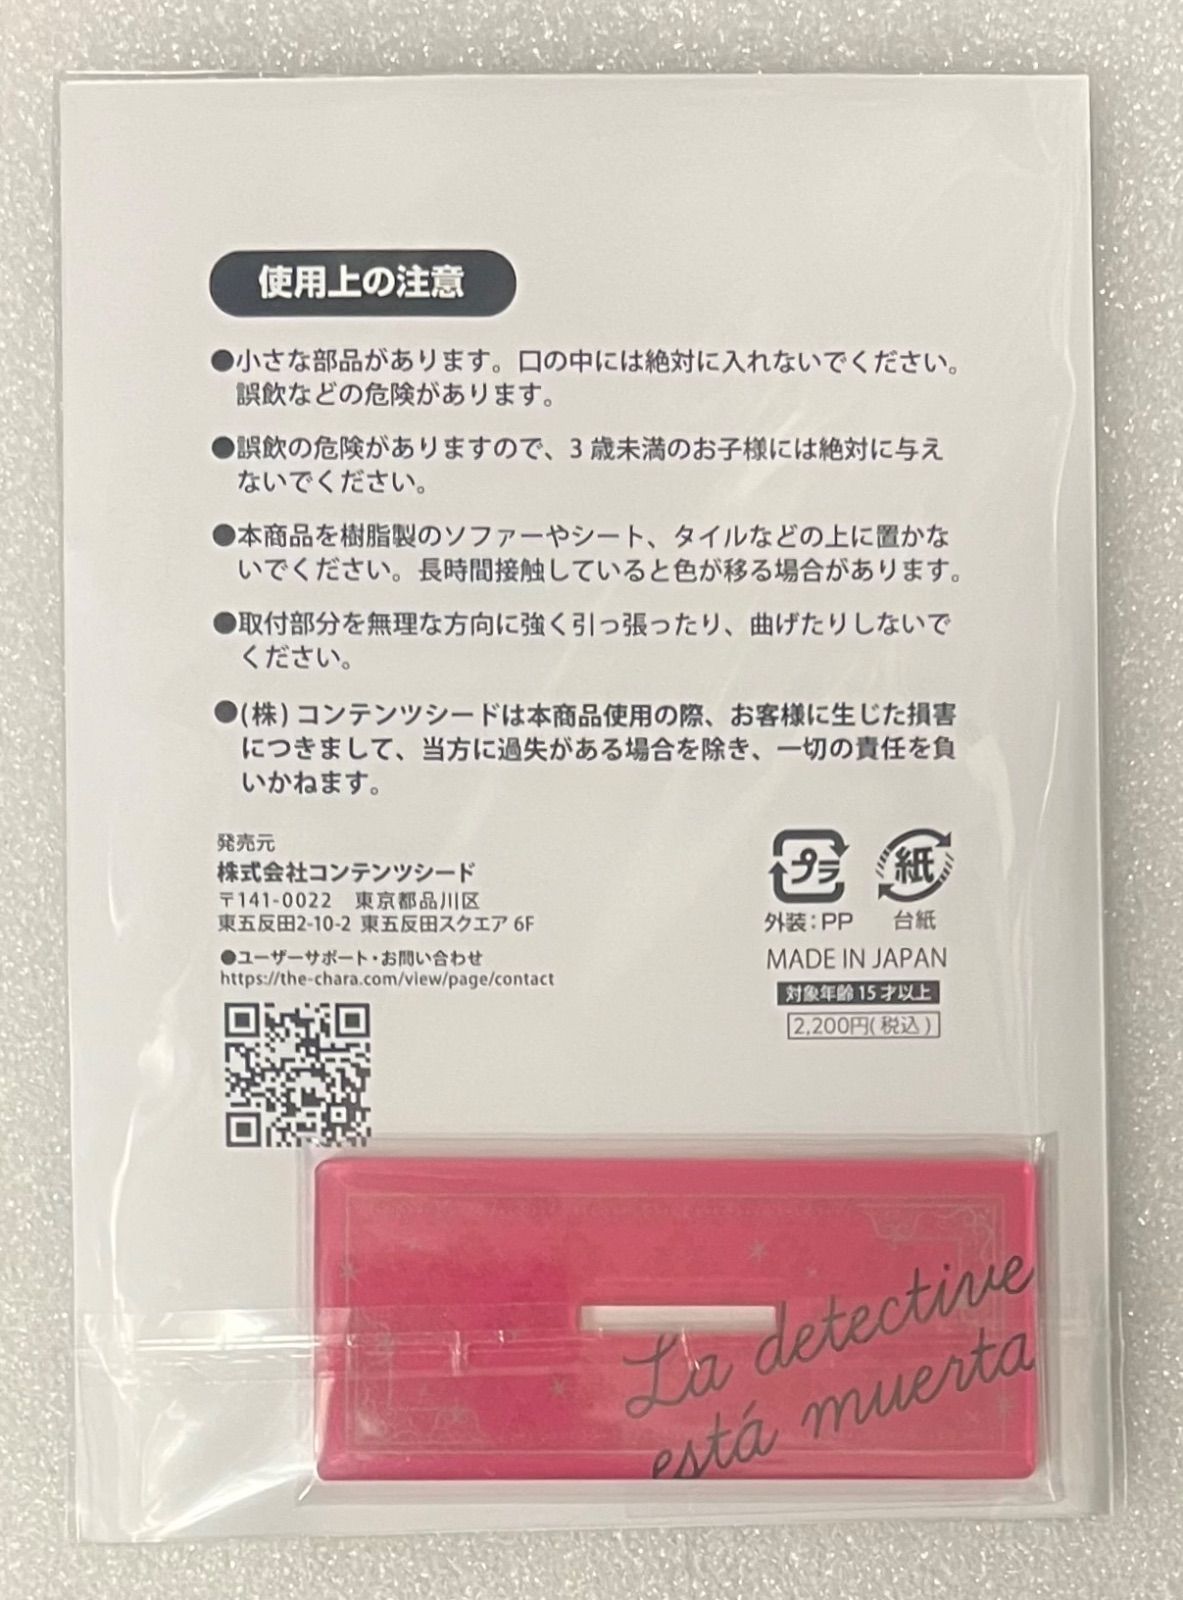 使用上の注意
●小さな部品があります。口の中には絶対に入れないでください。
誤飲などの危険があります。
●誤飲の危険がありますので、3歳未満のお子様には絶対に与え
ないでください。
●本商品を樹脂製のソファーやシート、タイルなどの上に置かな
いでください。長時間接触していると色が移る場合があります。
●取付部分を無理な方向に強く引っ張ったり、曲げたりしないで
ください。
●(株)コンテンツシードは本商品使用の際、お客様に生じた損害
につきまして、当方に過失がある場合を除き、一切の責任を負
いかねます。
発売元
株式会社コンテンツシード
〒141-0022 東京都品川区
東五反田2-10-2 東五反田スクエア 6F
●ユーザーサポート・お問い合わせ
https://the-chara.com/view/page/contact
プラ 紙
外装：PP 台紙
MADE IN JAPAN
対象年齢15才以上
2,200円(税込)
La detective
está muerta